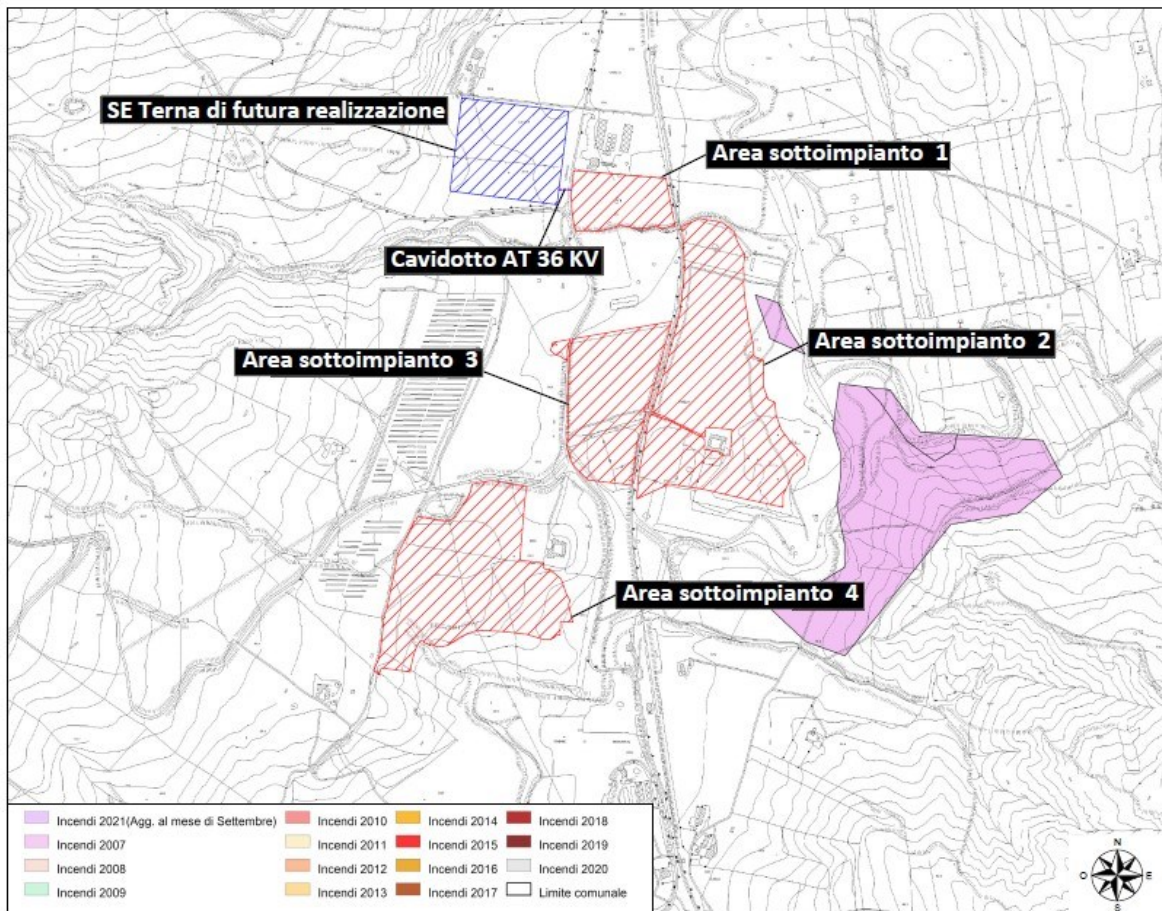 SE Terna di futura realizzazione
Area sottoimpianto 1
Cavidotto AT 36 KV
Area sottoimpianto 2
Area sottoimpianto 3
Area sottoimpianto 4
Incendi 2021(Agg. al mese di Settembre)
Incendi 2007
Incendi 2008
Incendi 2009
Incendi 2010
Incendi 2011
Incendi 2012
Incendi 2013
Incendi 2014
Incendi 2015
Incendi 2016
Incendi 2017
Incendi 2018
Incendi 2019
Incendi 2020
Limite comunale
N
O
E
S